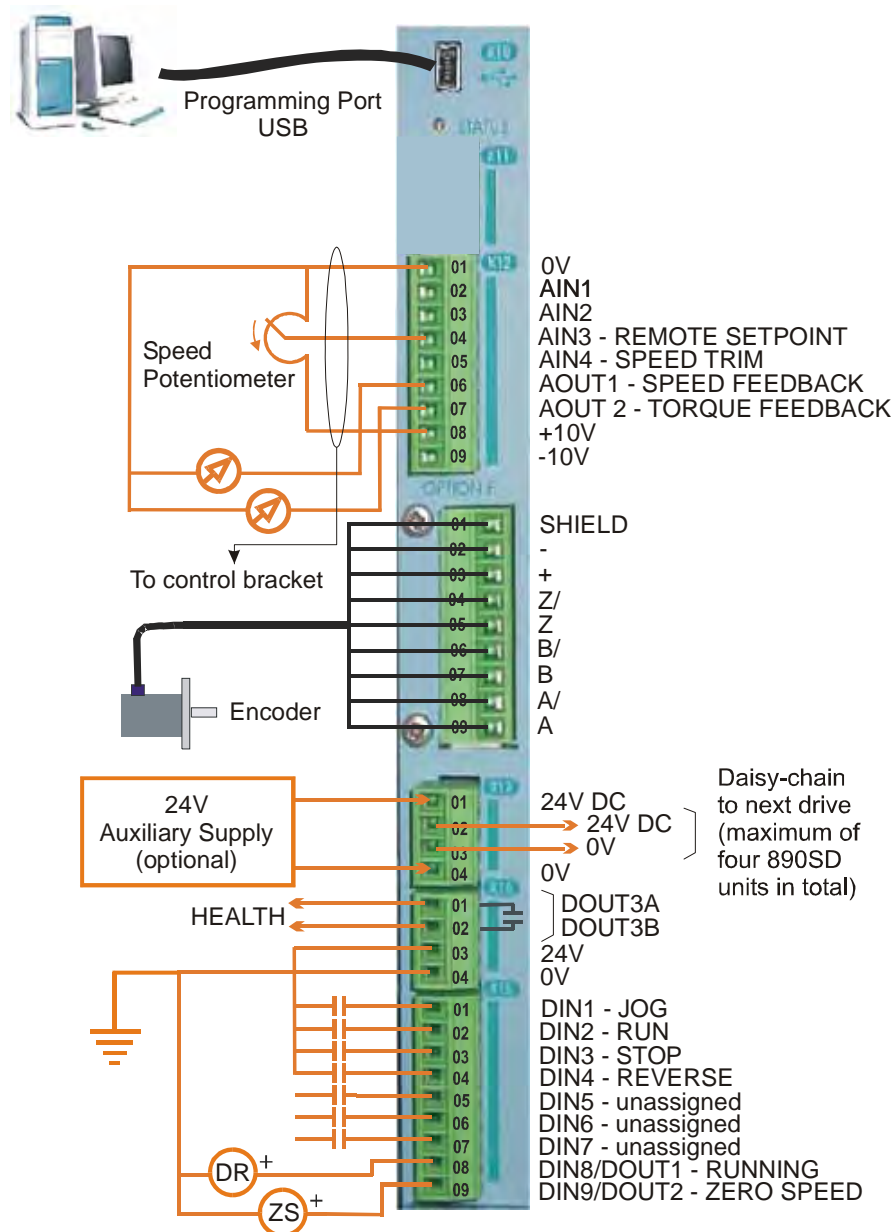 X10
Programming Port
USB
STATUS
X11
X12
01 0V
02 AIN1
03 AIN2
04 AIN3 - REMOTE SETPOINT
05 AIN4 - SPEED TRIM
06 AOUT1 - SPEED FEEDBACK
07 AOUT 2 - TORQUE FEEDBACK
08 +10V
09 -10V
Speed
Potentiometer
OPTION F
To control bracket
01 SHIELD
02 -
03 +
04 Z/
05 Z
06 B/
07 B
08 A/
09 A
Encoder
24V
Auxiliary Supply
(optional)
01 24V DC
02 24V DC
03 0V
04 0V
Daisy-chain
to next drive
(maximum of
four 890SD
units in total)
HEALTH
01 DOUT3A
02 DOUT3B
03 24V
04 0V
01 DIN1 - JOG
02 DIN2 - RUN
03 DIN3 - STOP
04 DIN4 - REVERSE
05 DIN5 - unassigned
06 DIN6 - unassigned
07 DIN7 - unassigned
08 DIN8/DOUT1 - RUNNING
09 DIN9/DOUT2 - ZERO SPEED
DR +
ZS +